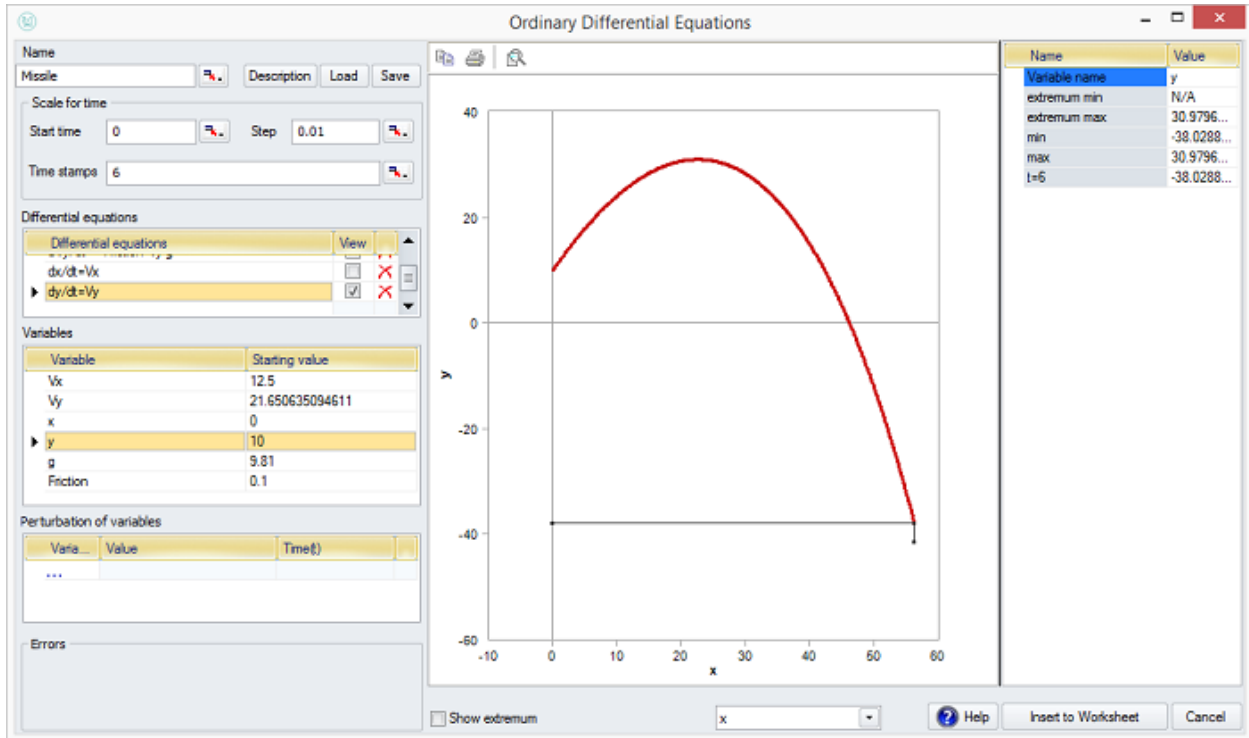 Ordinary Differential Equations
Name
Missile
Description
Load
Save
Scale for time
Start time
0
Step
0.01
Time stamps
6
Differential equations
Differential equations
View
dx/dt=Vx
dy/dt=Vy
Variables
Variable
Starting value
Vx
12.5
Vy
21.650635094611
x
0
y
10
g
9.81
Friction
0.1
Perturbation of variables
Varia...
Value
Time(t)
...
Errors
40
20
0
-20
-40
-60
y
-10
0
10
20
30
40
50
60
x
Show extremum
x
Help
Insert to Worksheet
Cancel
Name
Value
Variable name
y
extremum min
N/A
extremum max
30.9796...
min
-38.0288...
max
30.9796...
t=6
-38.0288...